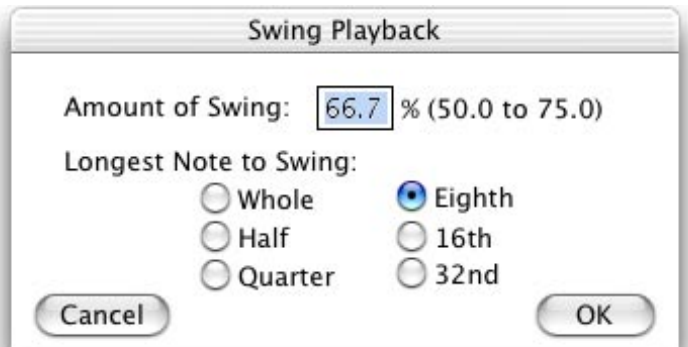 Swing Playback
Amount of Swing: 66.7 % (50.0 to 75.0)
Longest Note to Swing:
Whole Eighth
Half 16th
Quarter 32nd
Cancel OK